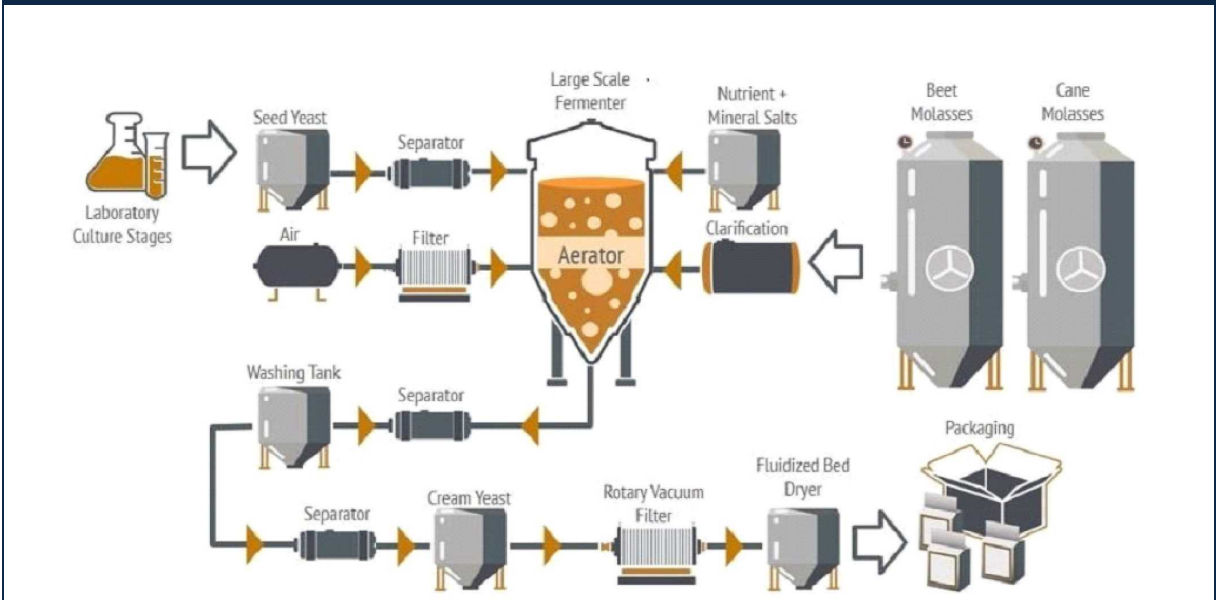 Large Scale
Fermenter
Nutrient +
Mineral Salts
Beet
Molasses
Cane
Molasses
Seed Yeast
Separator
Laboratory
Culture Stages
Air
Filter
Aerator
Clarification
Washing Tank
Separator
Packaging
Separator
Cream Yeast
Rotary Vacuum
Filter
Fluidized Bed
Dryer